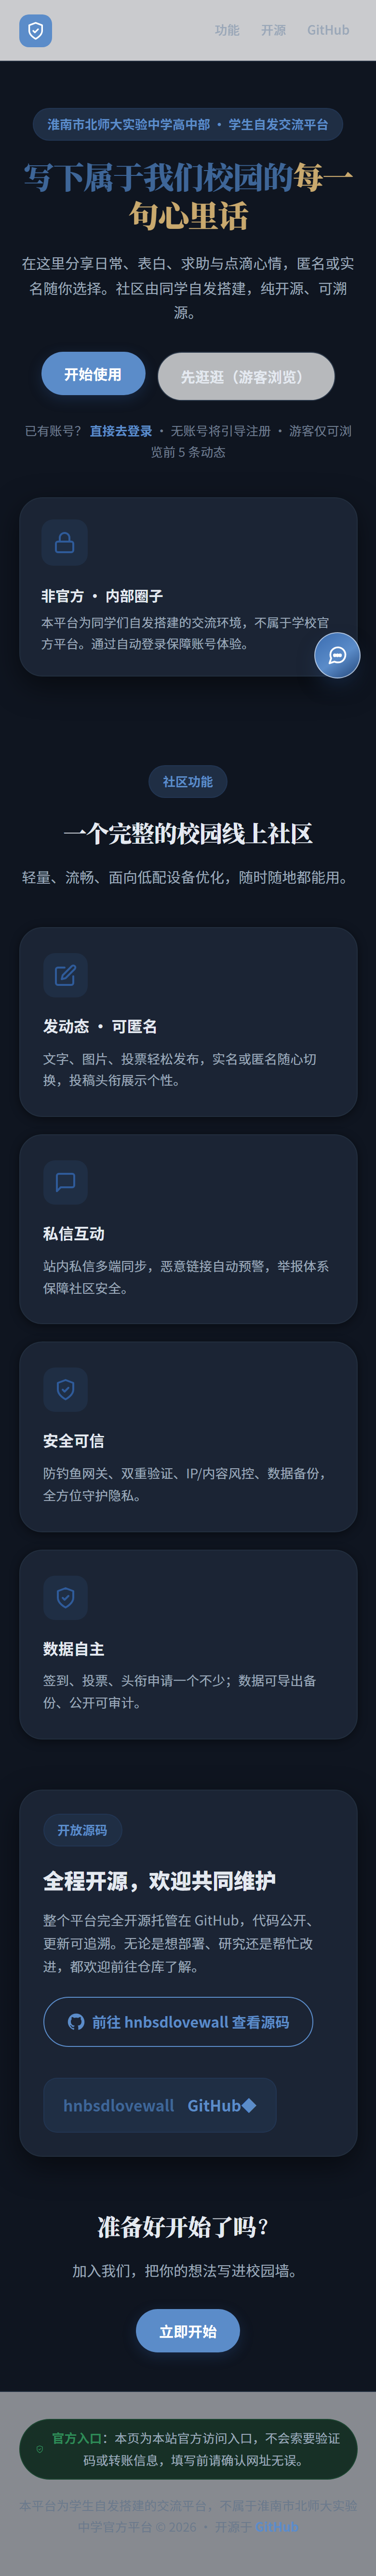 功能 开源 GitHub
淮南市北师大实验中学高中部 · 学生自发交流平台
写下属于我们校园的每一
句心里话
在这里分享日常、表白、求助与点滴心情，匿名或实
名随你选择。社区由同学自发搭建，纯开源、可溯
源。
开始使用 先逛逛（游客浏览）
已有账号？ 直接去登录 · 无账号将引导注册 · 游客仅可浏
览前 5 条动态
非官方 · 内部圈子
本平台为同学们自发搭建的交流环境，不属于学校官
方平台。通过自动登录保障账号体验。
社区功能
一个完整的校园线上社区
轻量、流畅、面向低配设备优化，随时随地都能用。
发动态 · 可匿名
文字、图片、投票轻松发布，实名或匿名随心切
换，投稿头衔展示个性。
私信互动
站内私信多端同步，恶意链接自动预警，举报体系
保障社区安全。
安全可信
防钓鱼网关、双重验证、IP/内容风控、数据备份，
全方位守护隐私。
数据自主
签到、投票、头衔申请一个不少；数据可导出备
份、公开可审计。
开放源码
全程开源，欢迎共同维护
整个平台完全开源托管在 GitHub，代码公开、
更新可追溯。无论是想部署、研究还是帮忙改
进，都欢迎前往仓库了解。
前往 hnbsdlovewall 查看源码
hnbsdlovewall GitHub◆
准备好开始了吗？
加入我们，把你的想法写进校园墙。
立即开始
官方入口：本页为本站官方访问入口，不会索要验证
码或转账信息，填写前请确认网址无误。
本平台为学生自发搭建的交流平台，不属于淮南市北师大实验
中学官方平台 © 2026 · 开源于 GitHub